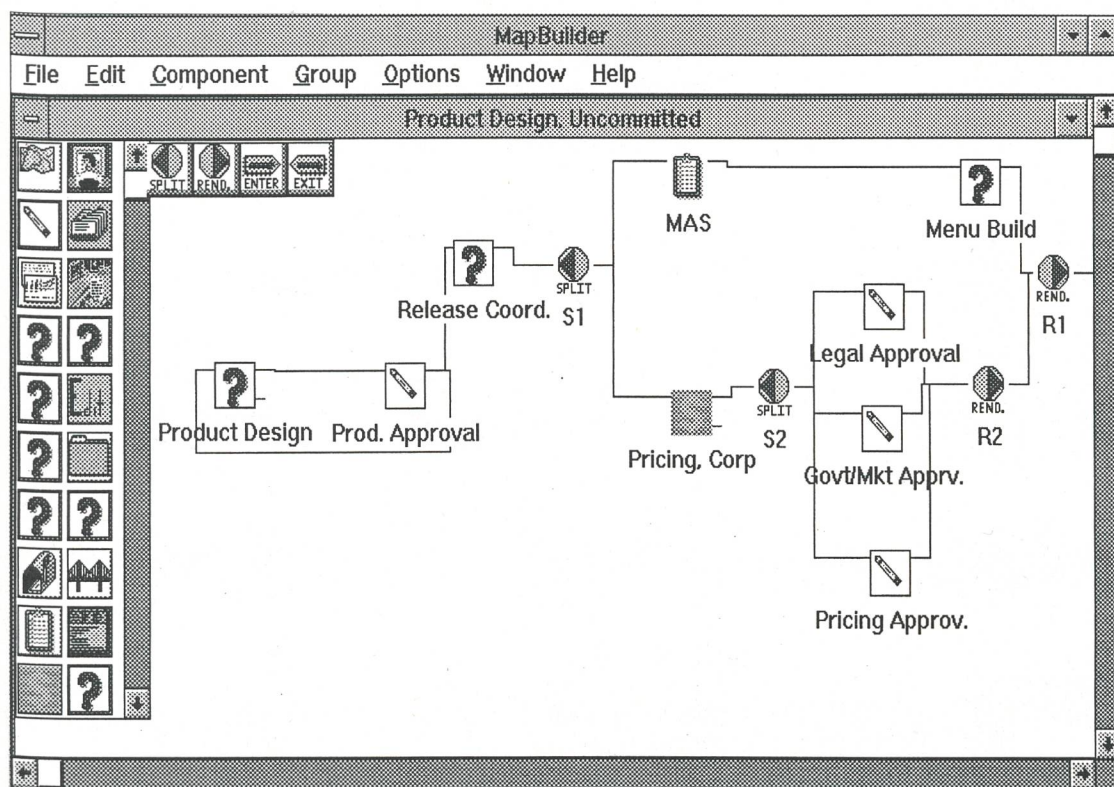 MapBuilder
File Edit Component Group Options Window Help
Product Design, Uncommitted
SPLIT REND. ENTER EXIT
MAS
Menu Build
Release Coord.
SPLIT
S1
REND.
R1
Legal Approval
Product Design
Prod. Approval
Pricing, Corp
SPLIT
S2
REND.
R2
Govt/Mkt Apprv.
Pricing Approv.
Edit